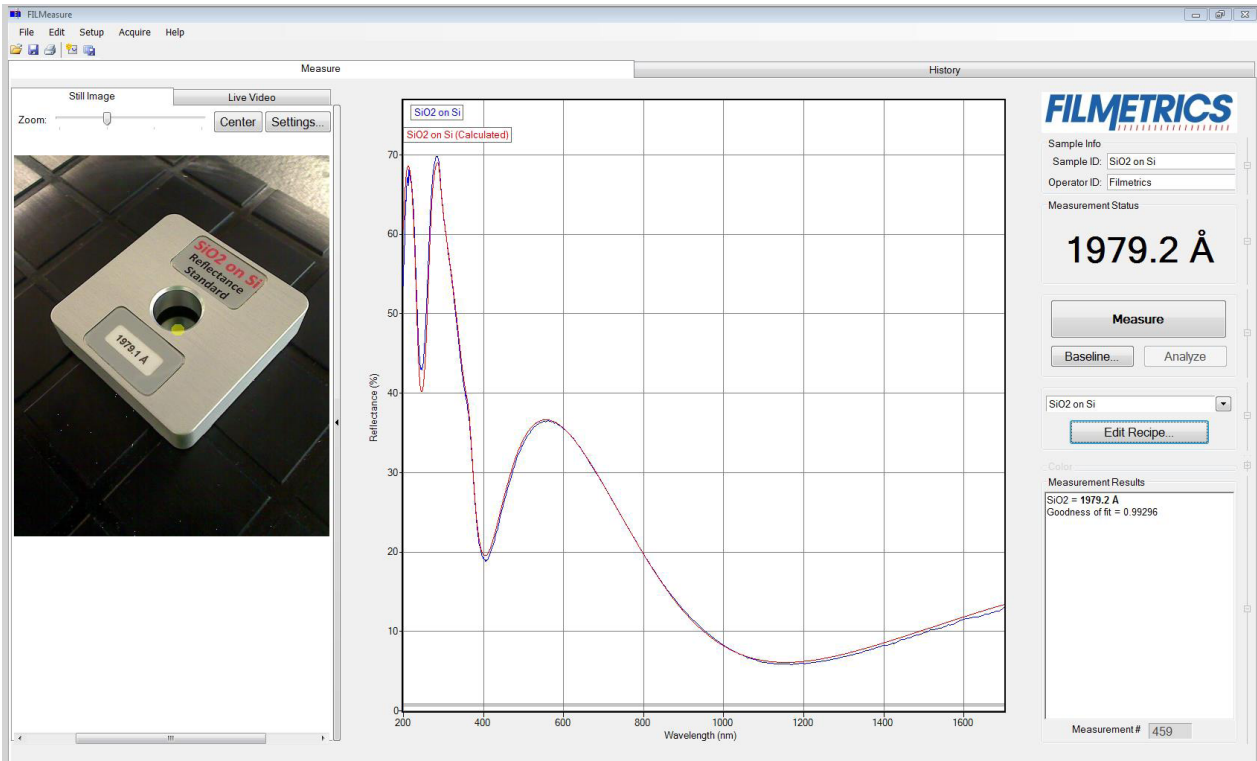 FILMeasure
File Edit Setup Acquire Help
Measure
History
Still Image
Live Video
Zoom:
Center
Settings...
SiO2 on Si
Reflectance
Standard
1979.1 Å
SiO2 on Si
SiO2 on Si (Calculated)
Reflectance (%)
70
60
50
40
30
20
10
0
200 400 600 800 1000 1200 1400 1600
Wavelength (nm)
FILMETRICS
Sample Info
Sample ID: SiO2 on Si
Operator ID: Filmetrics
Measurement Status
1979.2 Å
Measure
Baseline...
Analyze
SiO2 on Si
Edit Recipe...
Color
Measurement Results
SiO2 = 1979.2 Å
Goodness of fit = 0.99296
Measurement # 459